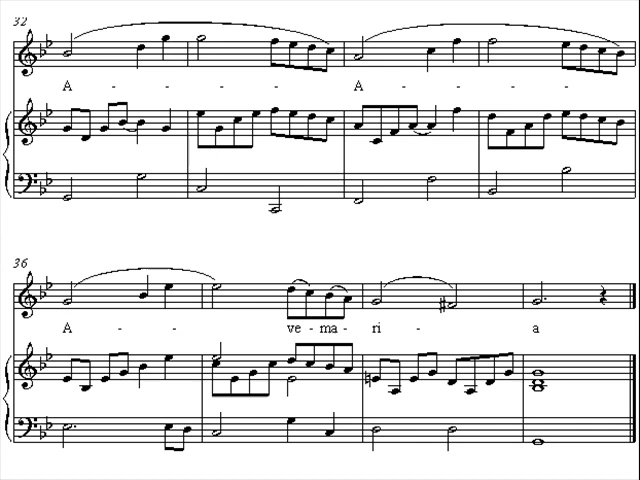 32
A - - - - A - - - -
36
A - - ve- ma- ri - a